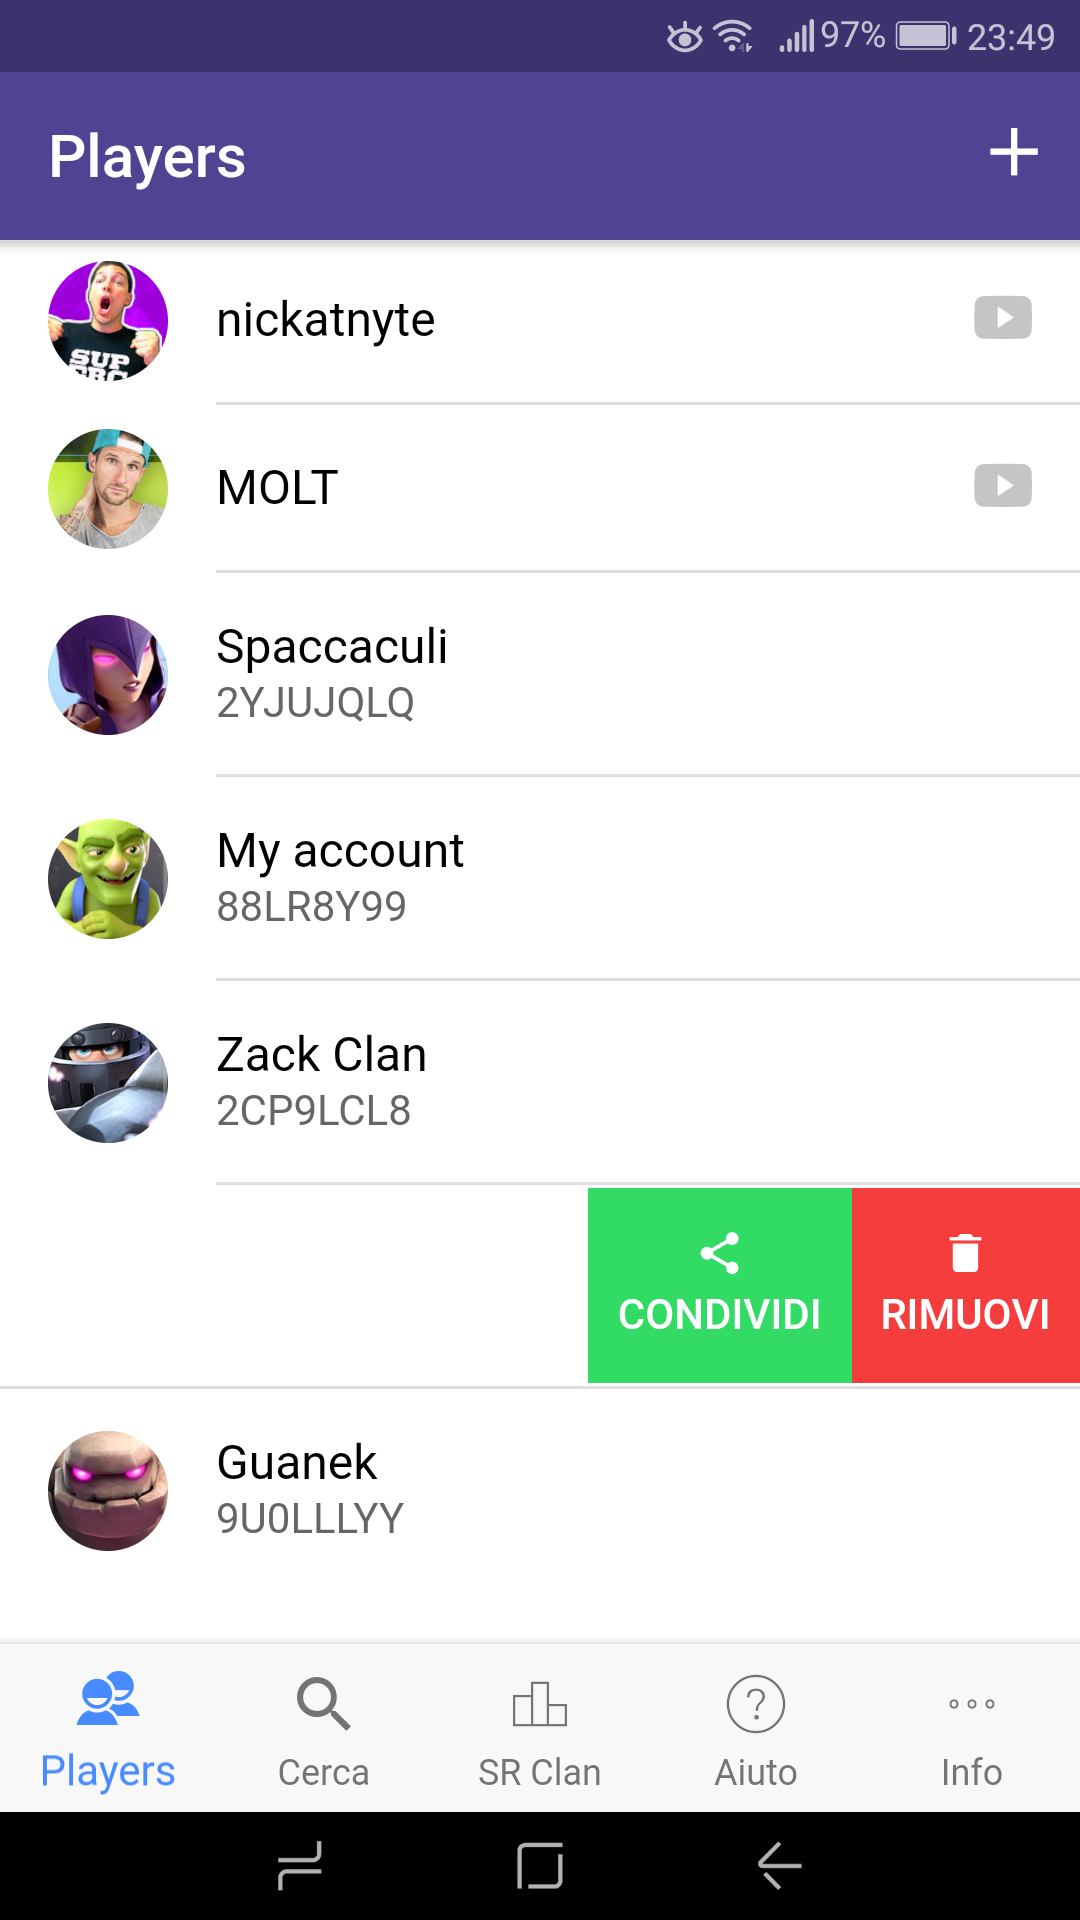 97% 23:49
Players
nickatnyte
SUP
MOLT
Spaccaculi
2YJUJQLQ
My account
88LR8Y99
Zack Clan
2CP9LCL8
CONDIVIDI RIMUOVI
Guanek
9U0LLLYY
Players Cerca SR Clan Aiuto Info